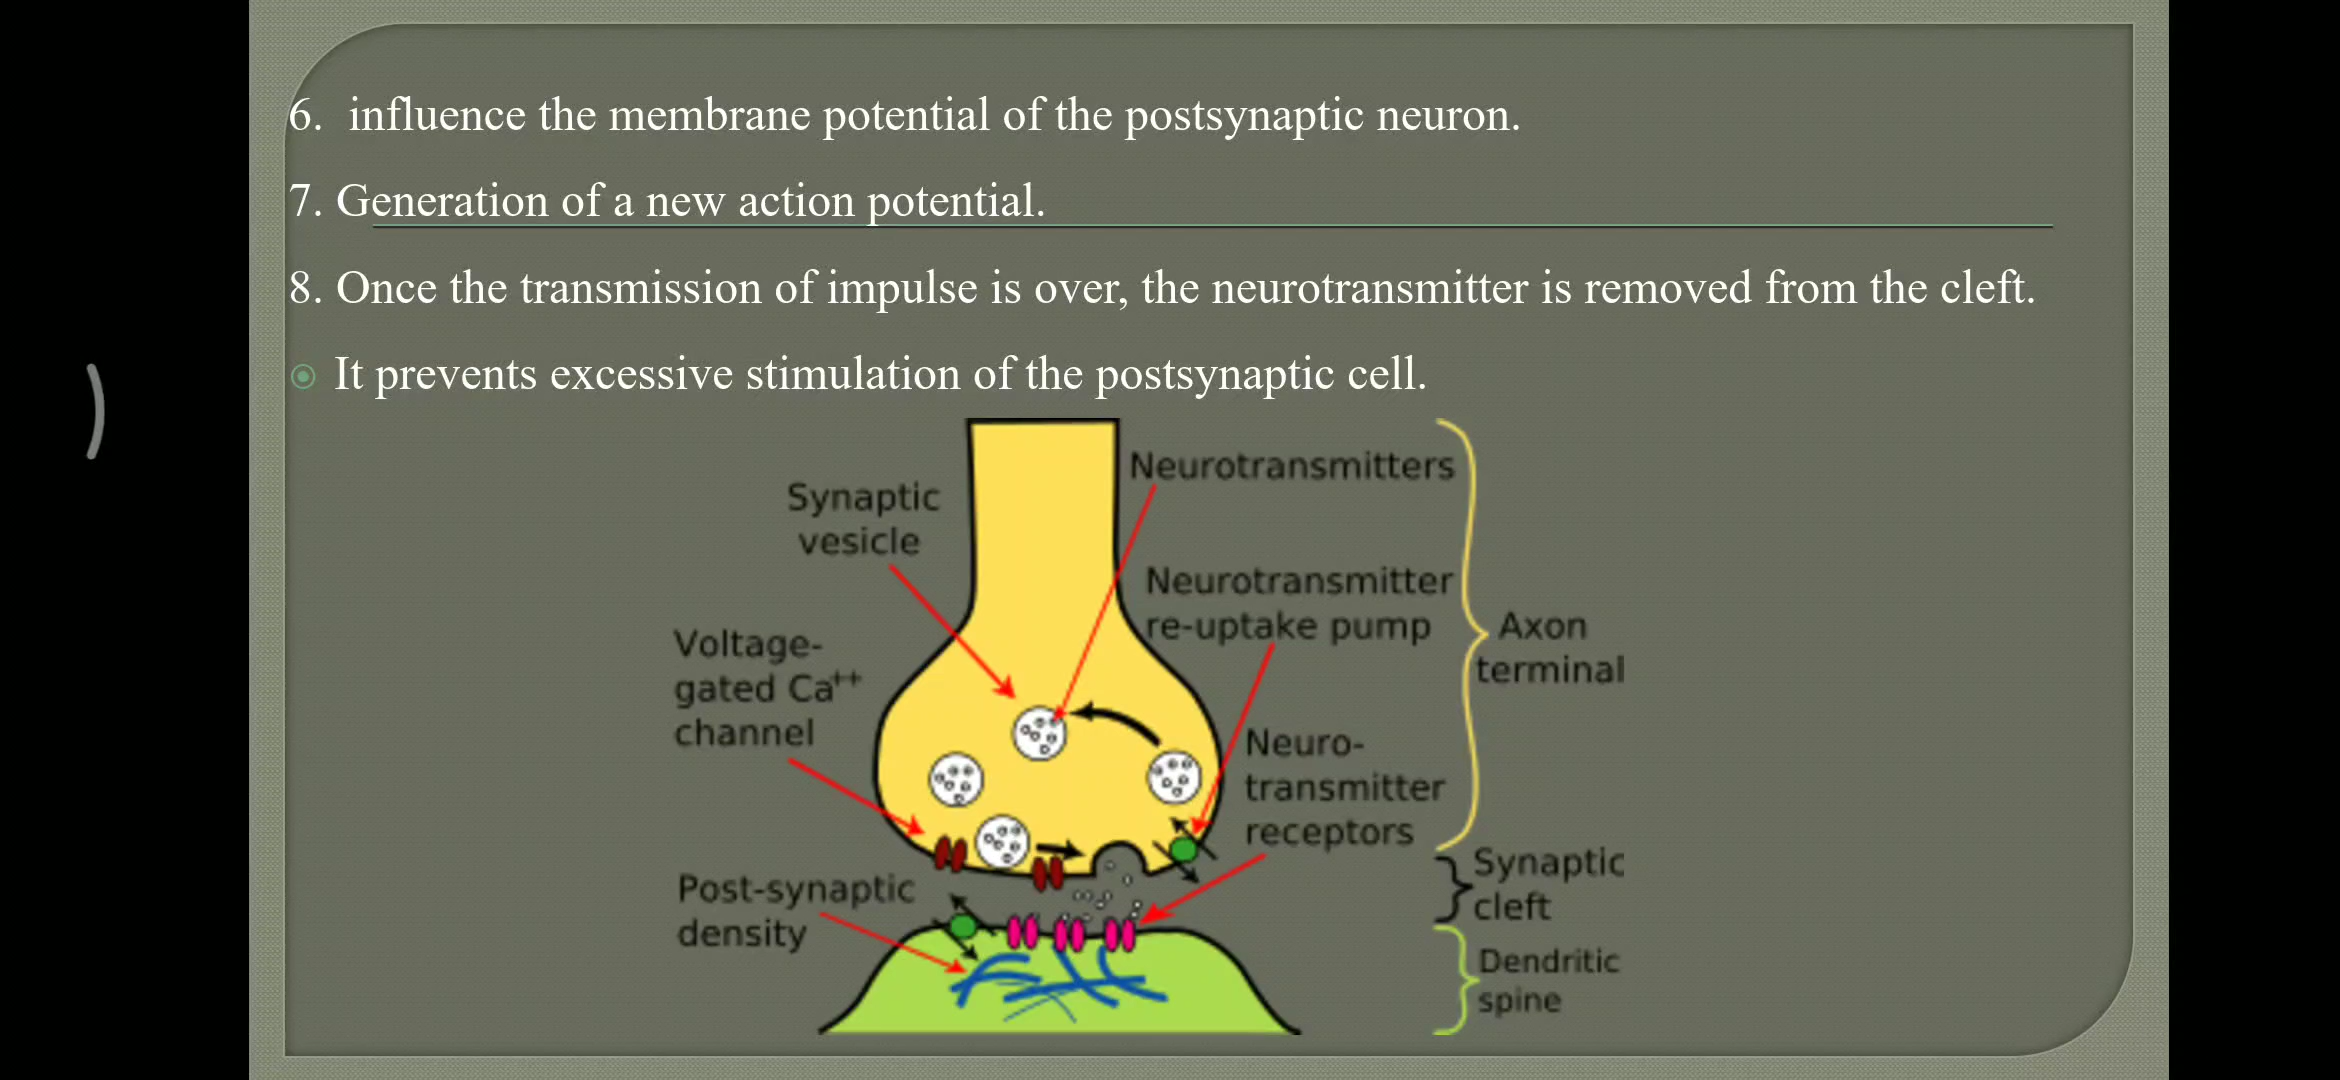 6. influence the membrane potential of the postsynaptic neuron.
7. Generation of a new action potential.
8. Once the transmission of impulse is over, the neurotransmitter is removed from the cleft.
It prevents excessive stimulation of the postsynaptic cell.
Neurotransmitters
Synaptic
vesicle
Neurotransmitter
re-uptake pump
Axon
terminal
Voltage-
gated Ca++
channel
Neuro-
transmitter
receptors
Synaptic
cleft
Post-synaptic
density
Dendritic
spine